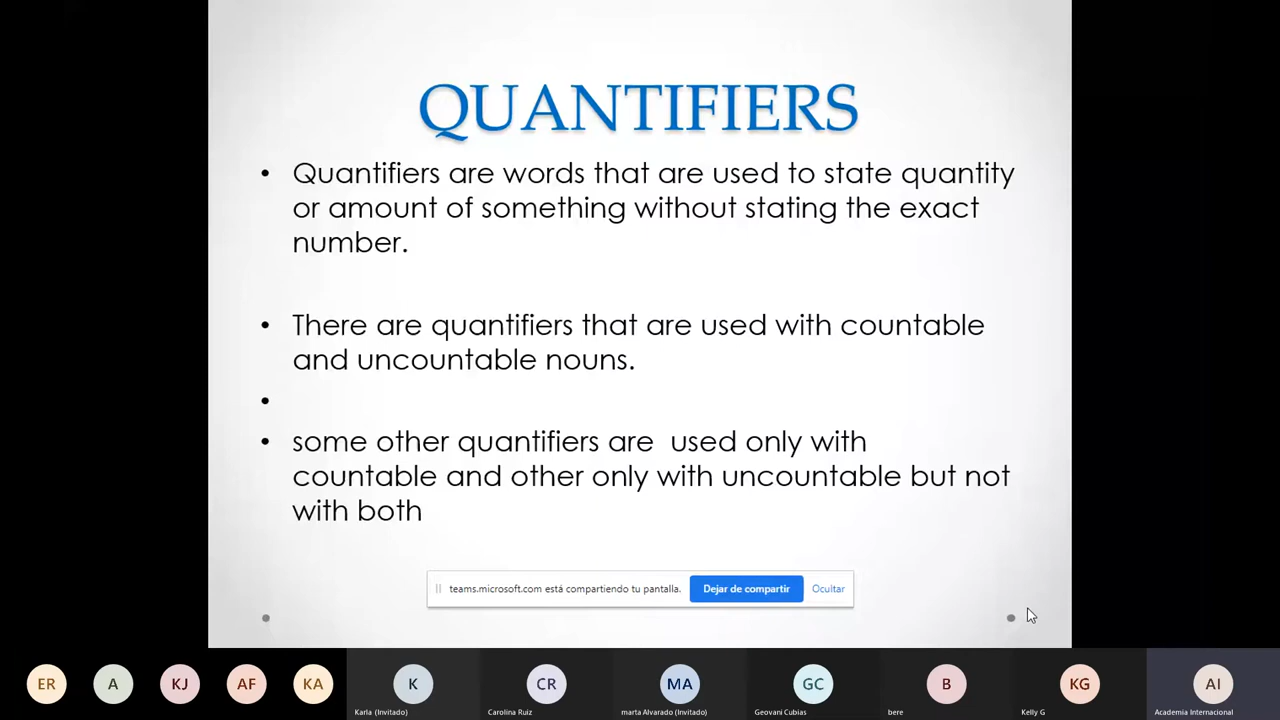 QUANTIFIERS
• Quantifiers are words that are used to state quantity
or amount of something without stating the exact
number.
• There are quantifiers that are used with countable
and uncountable nouns.
•
• some other quantifiers are  used only with
countable and other only with uncountable but not
with both
teams.microsoft.com está compartiendo tu pantalla. Dejar de compartir Ocultar
ER A KJ AF KA K CR MA GC B KG AI
Karla (Invitado) Carolina Ruiz marta Alvarado (Invitado) Geovani Cubias bere Kelly G Academia Internacional